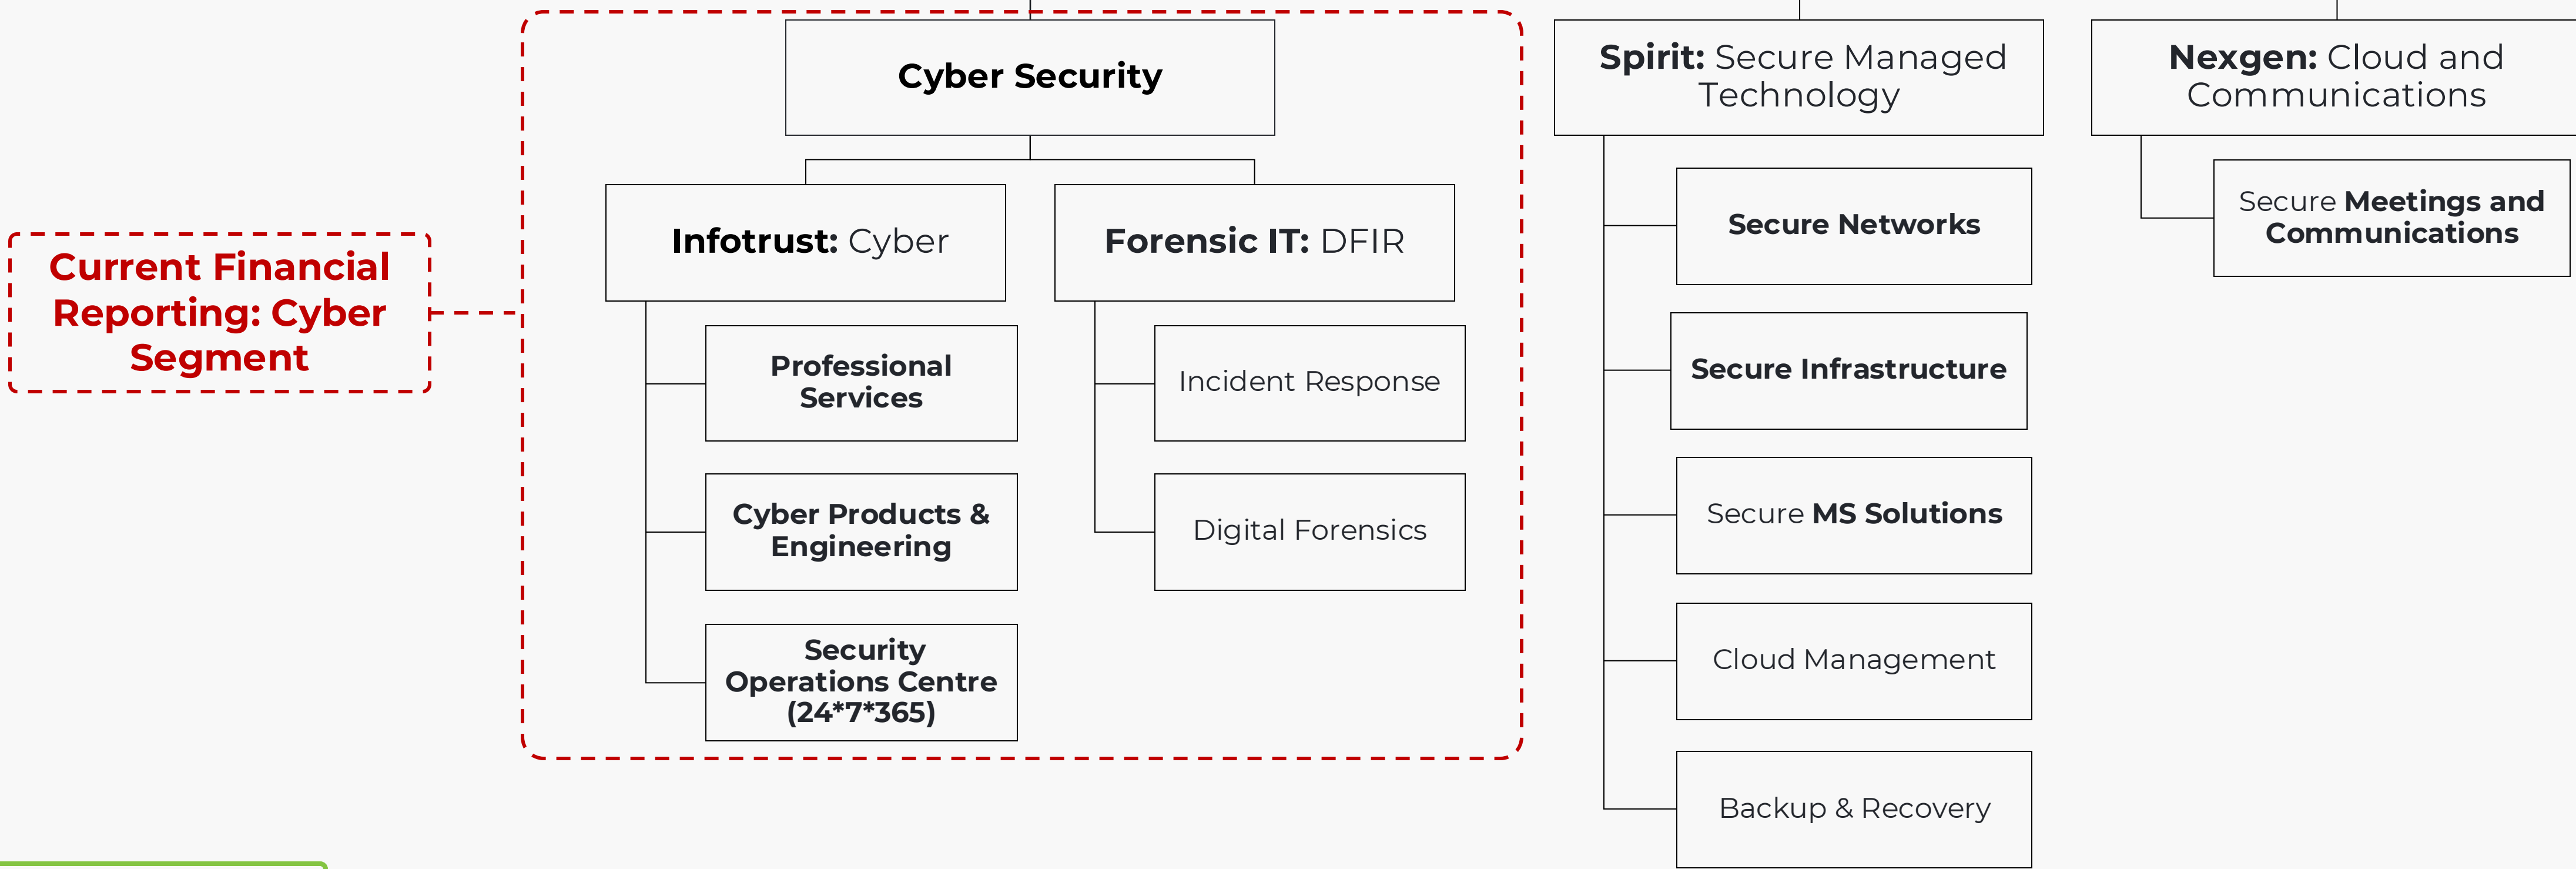 Current Financial
Reporting: Cyber
Segment
Cyber Security
Infotrust: Cyber
Professional
Services
Cyber Products &
Engineering
Security
Operations Centre
(24*7*365)
Forensic IT: DFIR
Incident Response
Digital Forensics
Spirit: Secure Managed
Technology
Secure Networks
Secure Infrastructure
Secure MS Solutions
Cloud Management
Backup & Recovery
Nexgen: Cloud and
Communications
Secure Meetings and
Communications